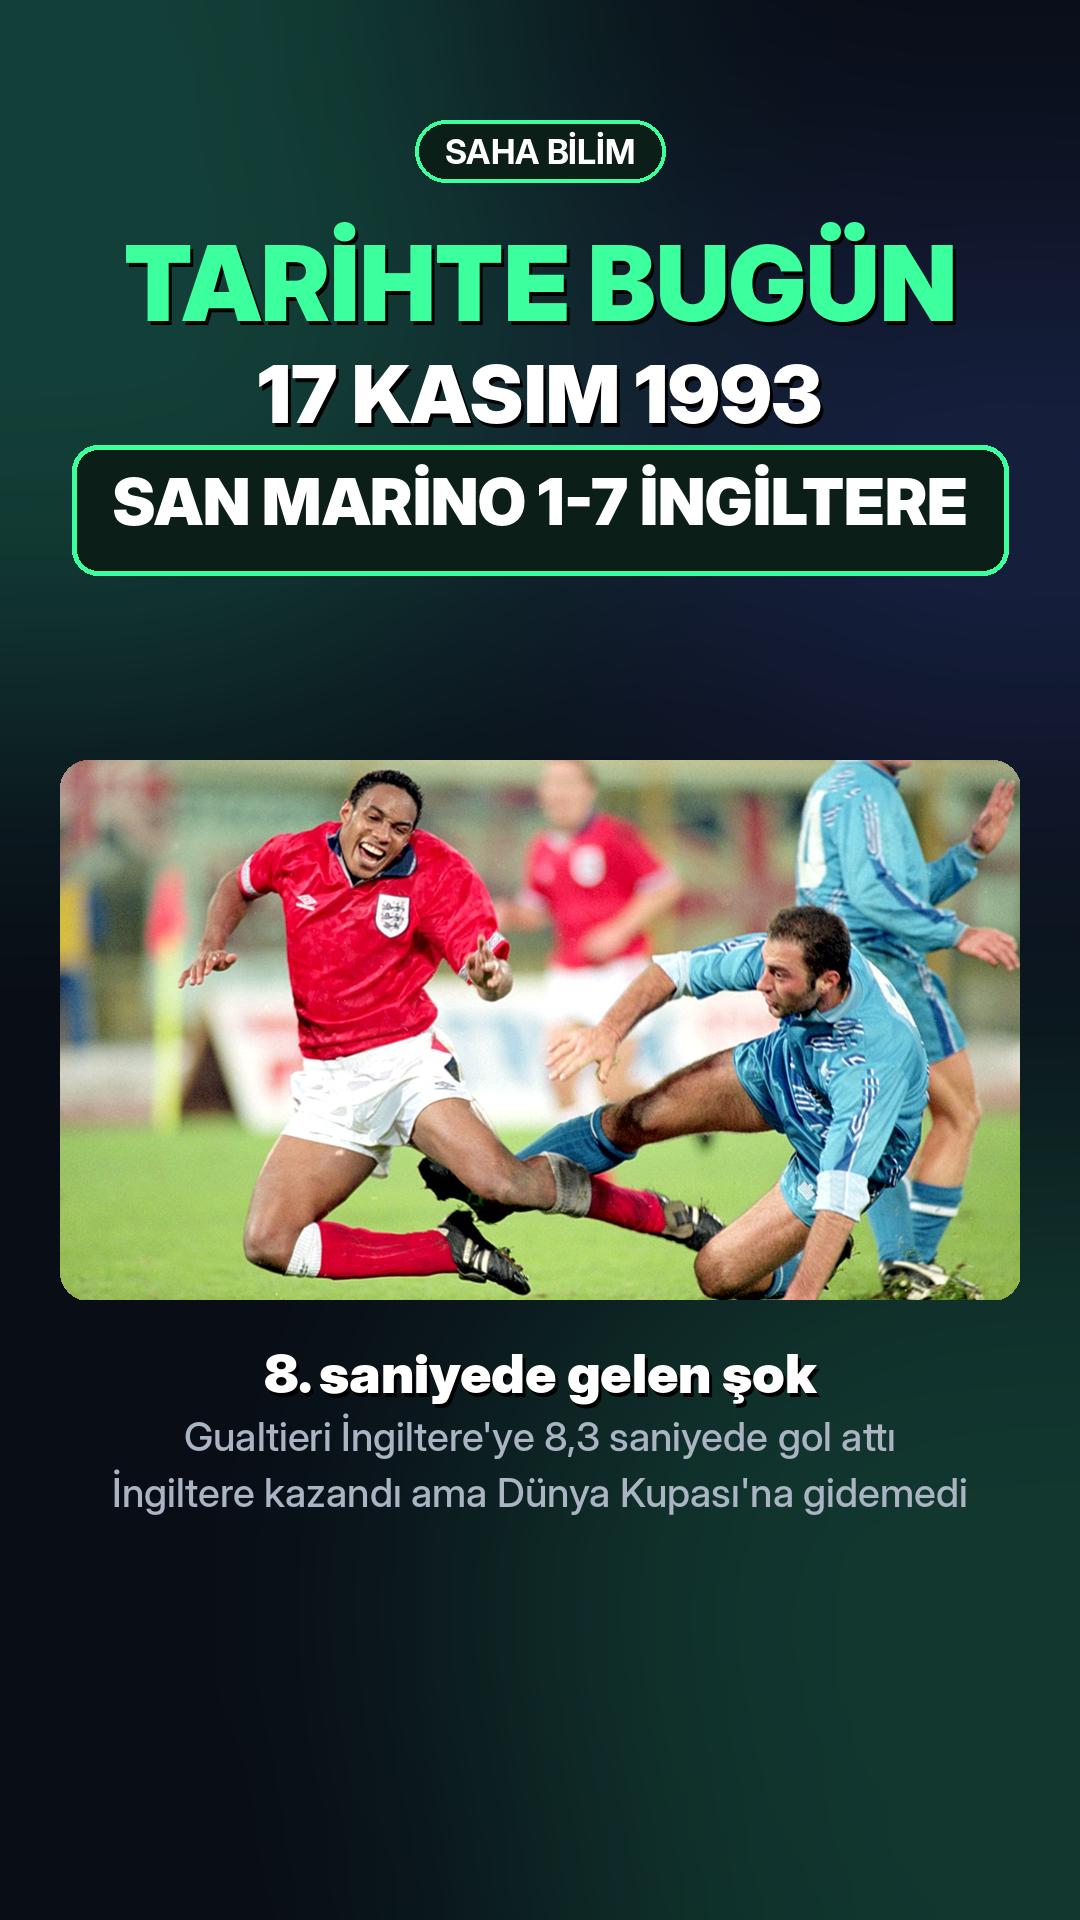 SAHA BİLİM
TARİHTE BUGÜN
17 KASIM 1993
SAN MARİNO 1-7 İNGİLTERE
8. saniyede gelen şok
Gualtieri İngiltere'ye 8,3 saniyede gol attı
İngiltere kazandı ama Dünya Kupası'na gidemedi